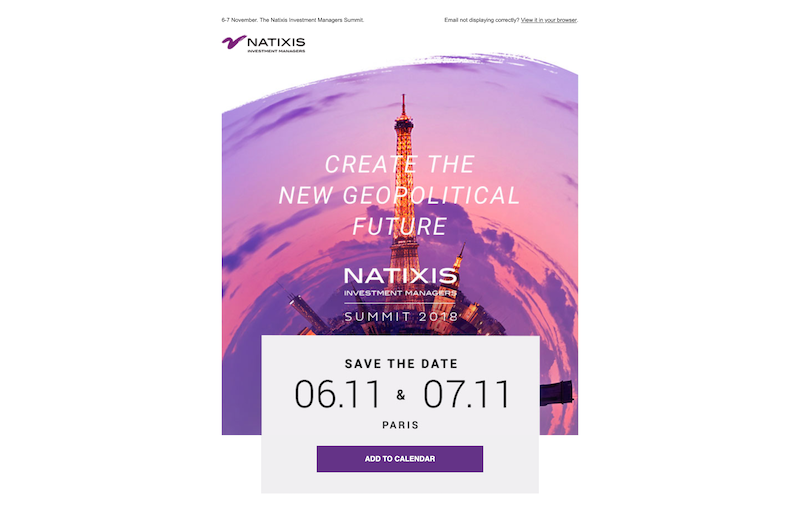 6-7 November. The Natixis Investment Managers Summit.
Email not displaying correctly? View it in your browser.
NATIXIS
INVESTMENT MANAGERS
CREATE THE
NEW GEOPOLITICAL
FUTURE
NATIXIS
INVESTMENT MANAGERS
SUMMIT 2018
SAVE THE DATE
06.11 & 07.11
PARIS
ADD TO CALENDAR